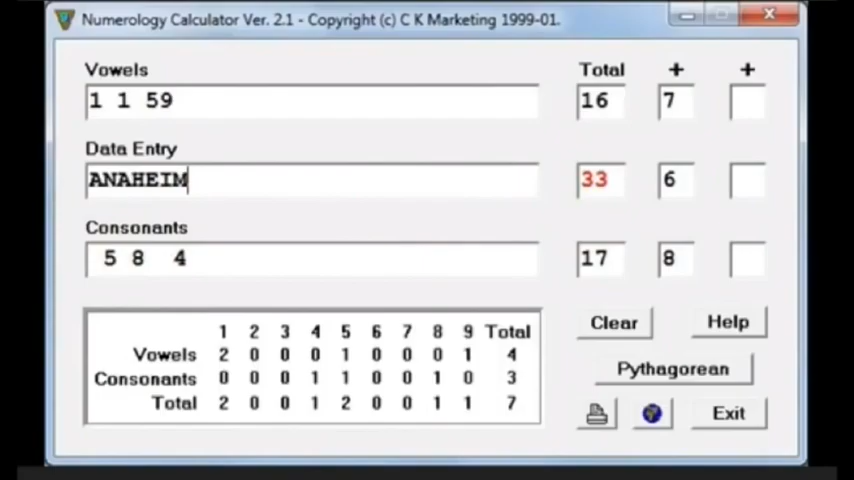 Numerology Calculator Ver. 2.1 - Copyright (c) C K Marketing 1999-01.
Vowels Total + +
1 1 59 16 7
Data Entry
ANAHEIM 33 6
Consonants
5 8 4 17 8
1 2 3 4 5 6 7 8 9 Total
Vowels 2 0 0 0 1 0 0 0 1 4
Consonants 0 0 0 1 1 0 0 1 0 3
Total 2 0 0 1 2 0 0 1 1 7
Clear Help
Pythagorean
Exit